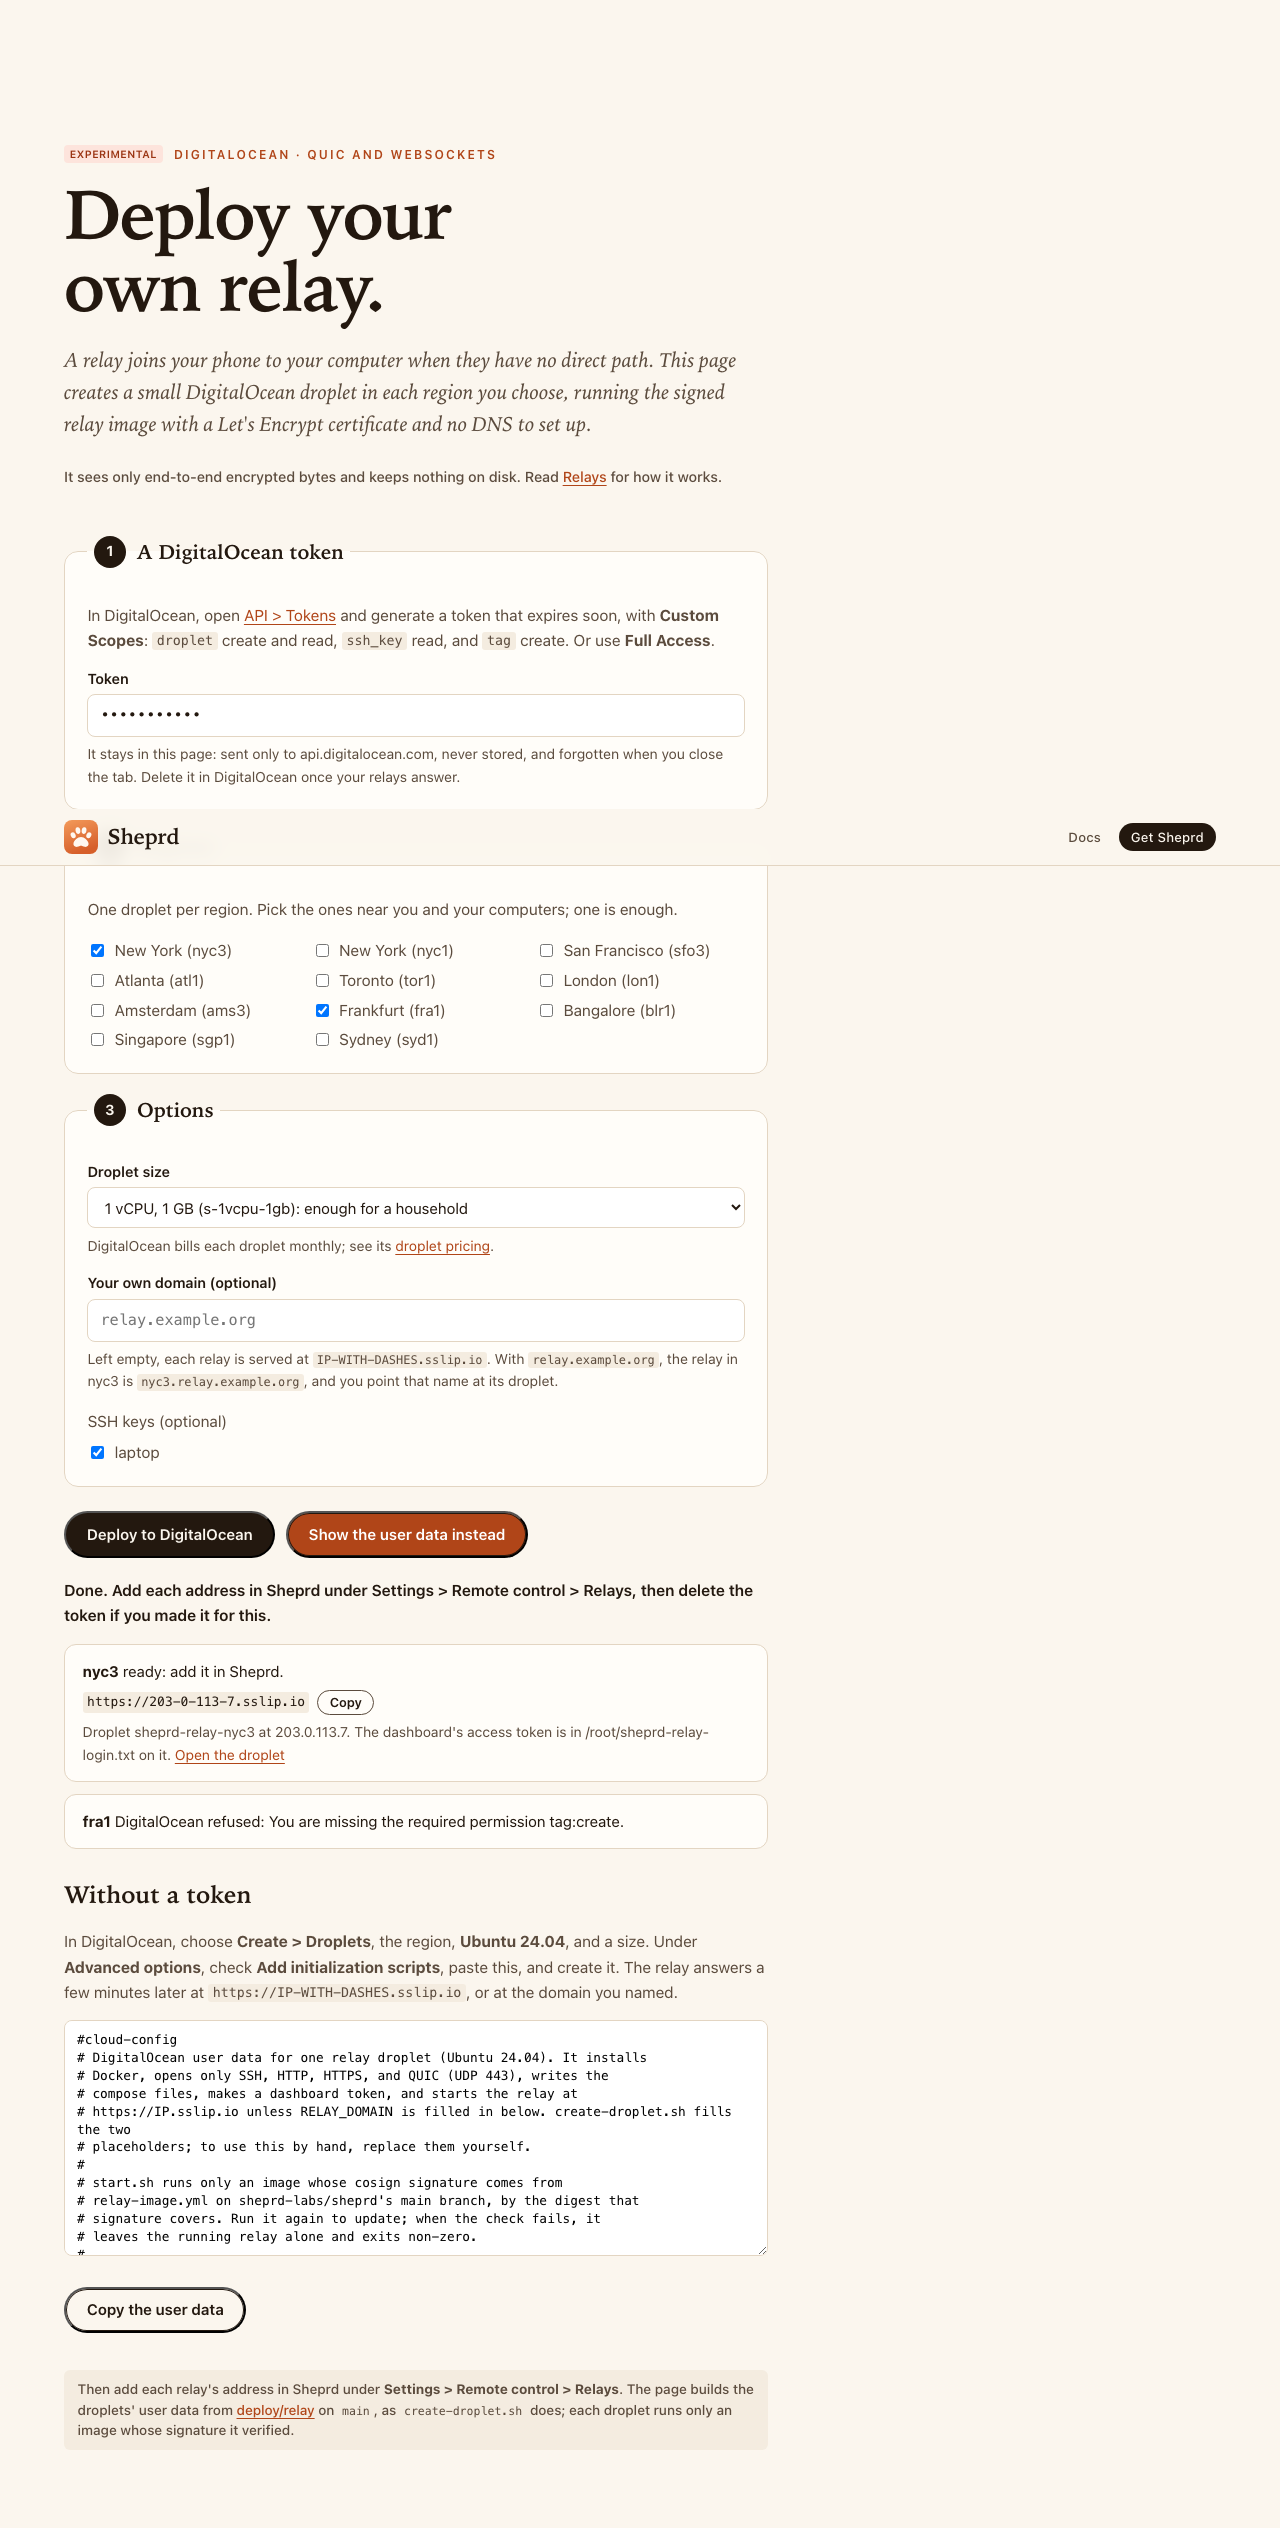 EXPERIMENTAL DIGITALOCEAN · QUIC AND WEBSOCKETS
Deploy your
own relay.
A relay joins your phone to your computer when they have no direct path. This page
creates a small DigitalOcean droplet in each region you choose, running the signed
relay image with a Let's Encrypt certificate and no DNS to set up.
It sees only end-to-end encrypted bytes and keeps nothing on disk. Read Relays for how it works.
1 A DigitalOcean token
In DigitalOcean, open API > Tokens and generate a token that expires soon, with Custom
Scopes: droplet create and read, ssh_key read, and tag create. Or use Full Access.
Token
•••••••••••
It stays in this page: sent only to api.digitalocean.com, never stored, and forgotten when you close
the tab. Delete it in DigitalOcean once your relays answer.
Sheprd Docs Get Sheprd
One droplet per region. Pick the ones near you and your computers; one is enough.
New York (nyc3) New York (nyc1) San Francisco (sfo3)
Atlanta (atl1) Toronto (tor1) London (lon1)
Amsterdam (ams3) Frankfurt (fra1) Bangalore (blr1)
Singapore (sgp1) Sydney (syd1)
3 Options
Droplet size
1 vCPU, 1 GB (s-1vcpu-1gb): enough for a household
DigitalOcean bills each droplet monthly; see its droplet pricing.
Your own domain (optional)
relay.example.org
Left empty, each relay is served at IP-WITH-DASHES.sslip.io. With relay.example.org, the relay in
nyc3 is nyc3.relay.example.org, and you point that name at its droplet.
SSH keys (optional)
laptop
Deploy to DigitalOcean Show the user data instead
Done. Add each address in Sheprd under Settings > Remote control > Relays, then delete the
token if you made it for this.
nyc3 ready: add it in Sheprd.
https://203-0-113-7.sslip.io Copy
Droplet sheprd-relay-nyc3 at 203.0.113.7. The dashboard's access token is in /root/sheprd-relay-
login.txt on it. Open the droplet
fra1 DigitalOcean refused: You are missing the required permission tag:create.
Without a token
In DigitalOcean, choose Create > Droplets, the region, Ubuntu 24.04, and a size. Under
Advanced options, check Add initialization scripts, paste this, and create it. The relay answers a
few minutes later at https://IP-WITH-DASHES.sslip.io, or at the domain you named.
#cloud-config
# DigitalOcean user data for one relay droplet (Ubuntu 24.04). It installs
# Docker, opens only SSH, HTTP, HTTPS, and QUIC (UDP 443), writes the
# compose files, makes a dashboard token, and starts the relay at
# https://IP.sslip.io unless RELAY_DOMAIN is filled in below. create-droplet.sh fills
the two
# placeholders; to use this by hand, replace them yourself.
#
# start.sh runs only an image whose cosign signature comes from
# relay-image.yml on sheprd-labs/sheprd's main branch, by the digest that
# signature covers. Run it again to update; when the check fails, it
# leaves the running relay alone and exits non-zero.
#
Copy the user data
Then add each relay's address in Sheprd under Settings > Remote control > Relays. The page builds the
droplets' user data from deploy/relay on main, as create-droplet.sh does; each droplet runs only an
image whose signature it verified.